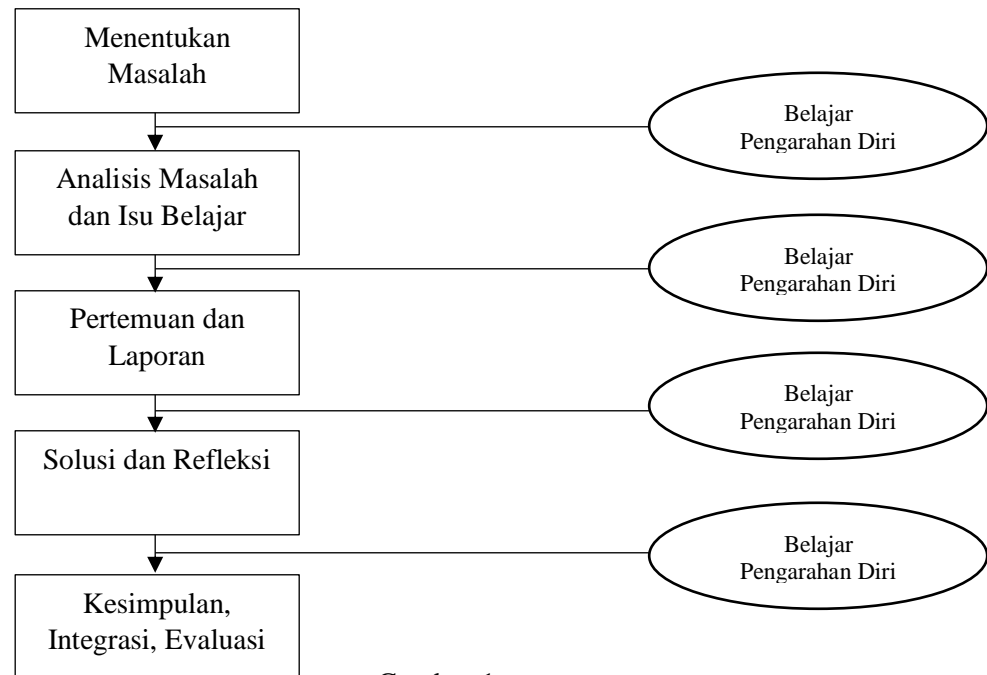 Menentukan
Masalah
Belajar
Pengarahan Diri
Analisis Masalah
dan Isu Belajar
Belajar
Pengarahan Diri
Pertemuan dan
Laporan
Belajar
Pengarahan Diri
Solusi dan Refleksi
Belajar
Pengarahan Diri
Kesimpulan,
Integrasi, Evaluasi